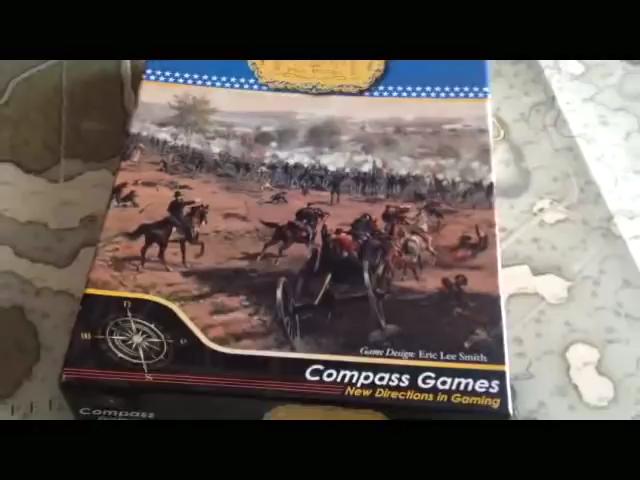 Game Design: Eric Lee Smith
Compass Games
New Directions in Gaming
Compass